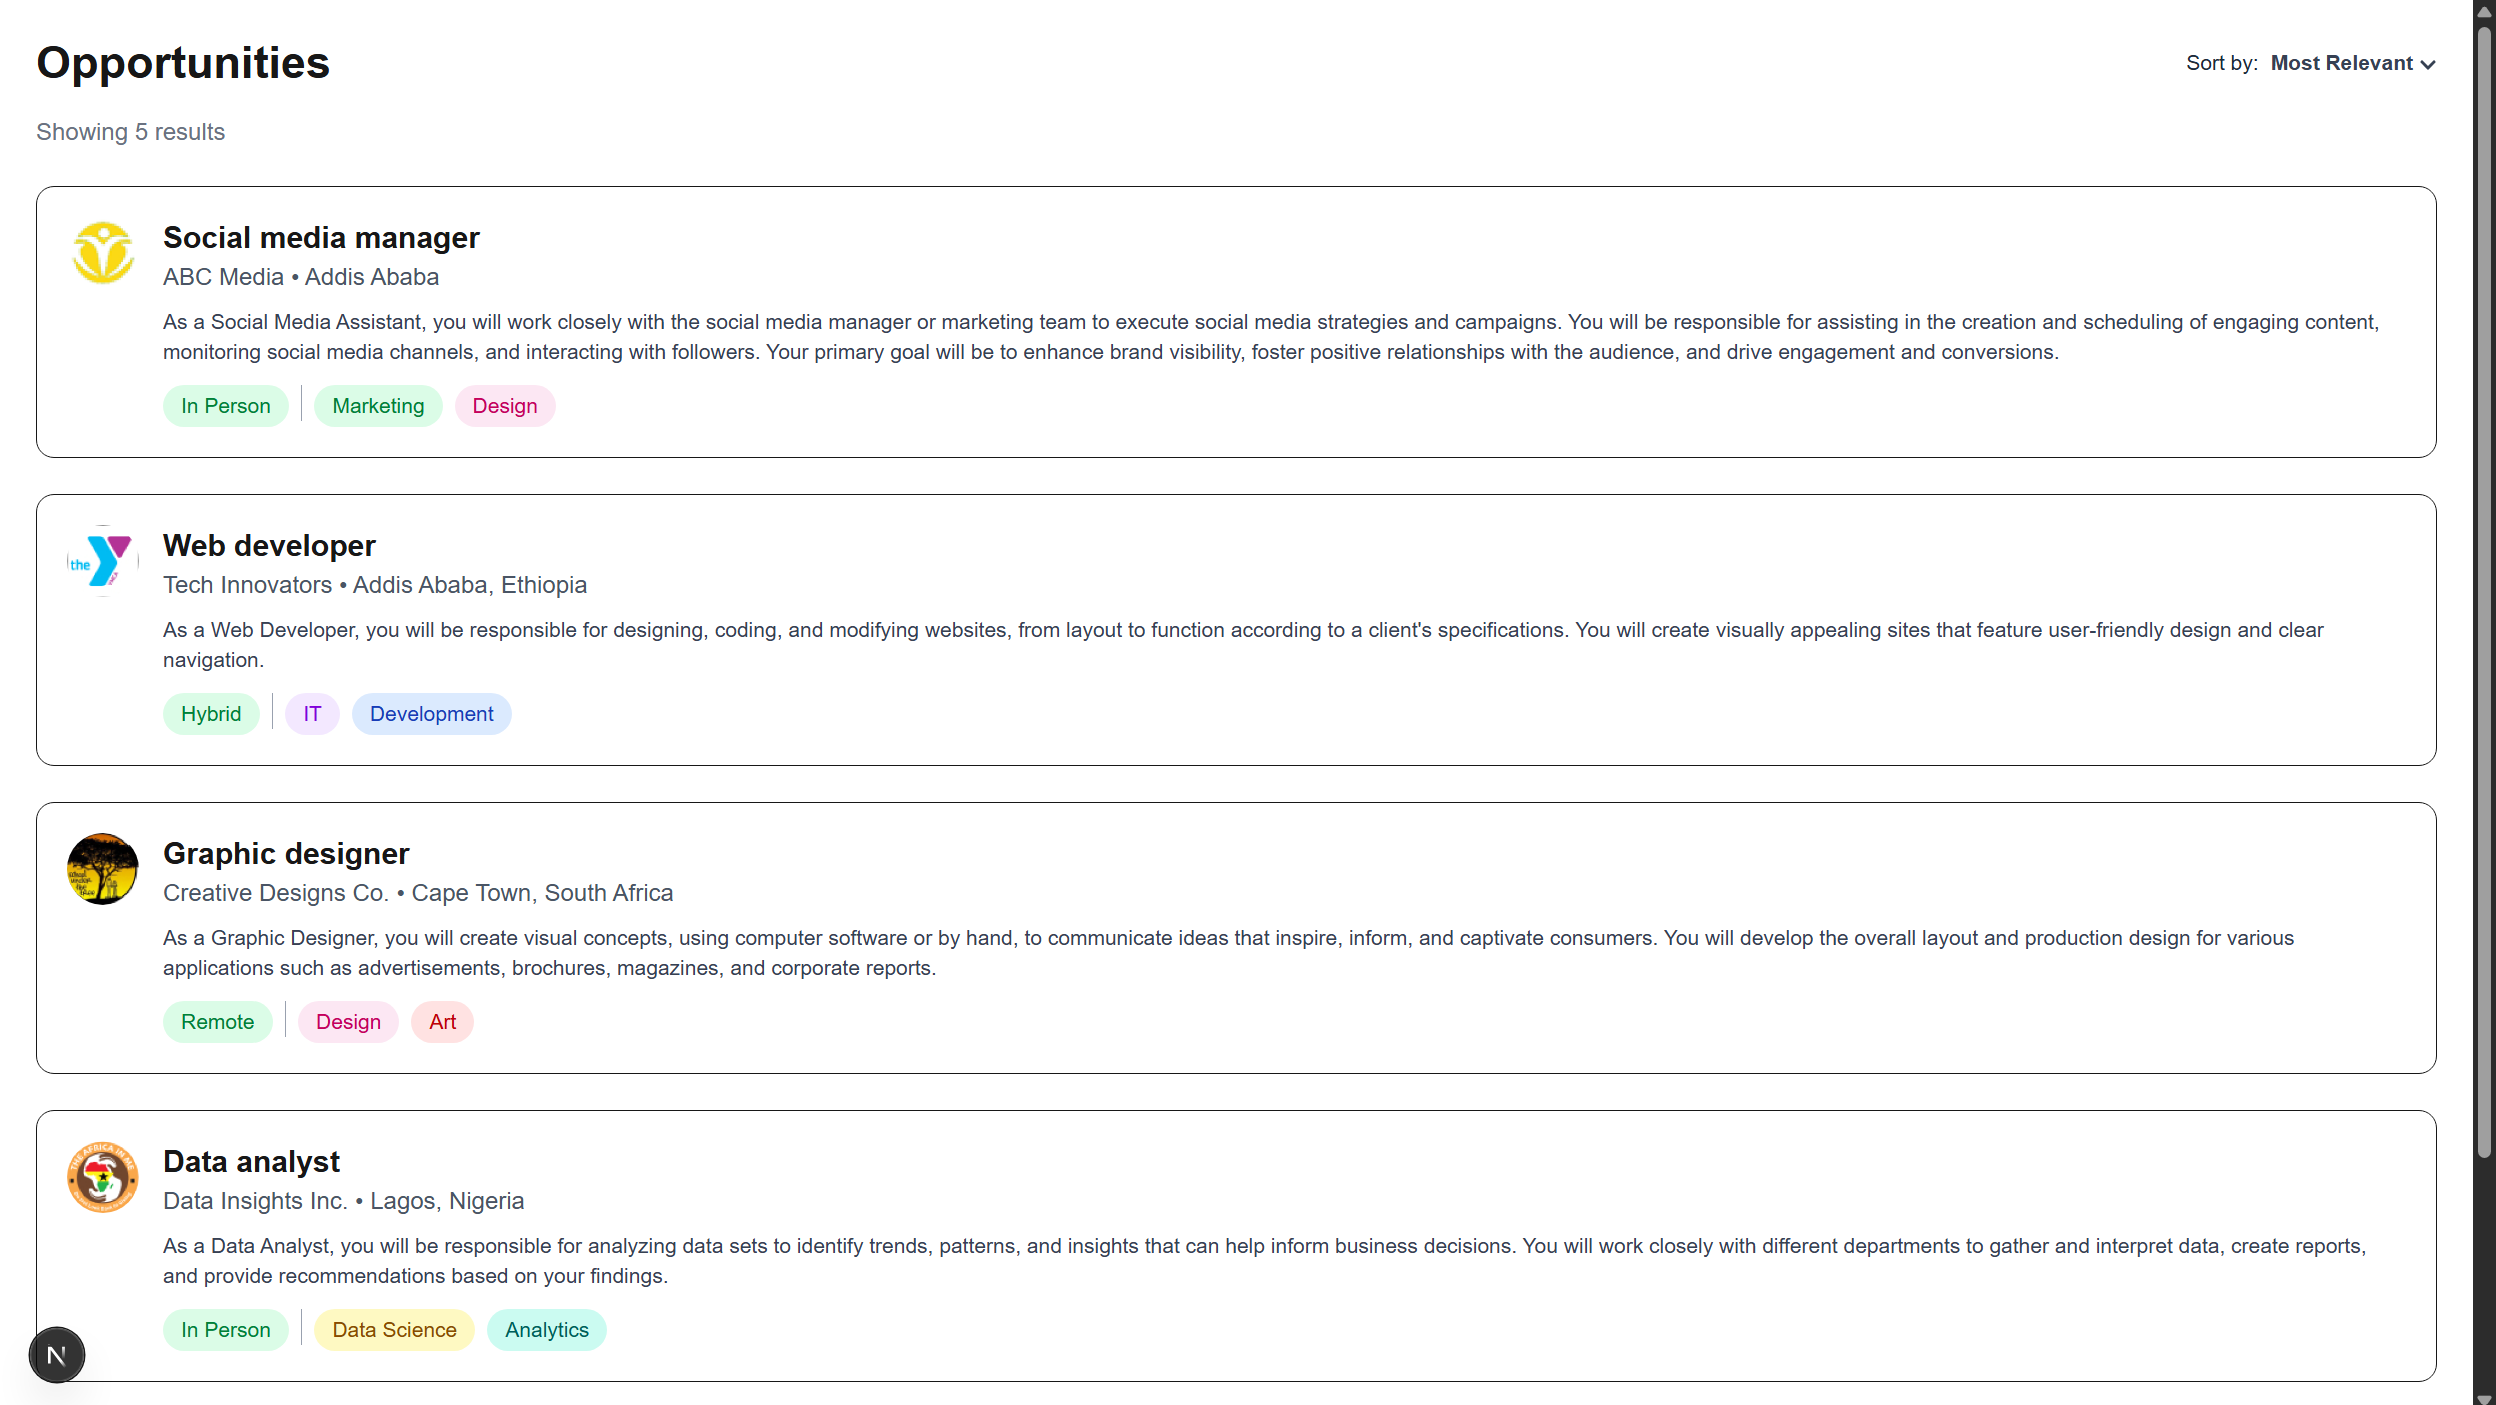 Opportunities
Sort by: Most Relevant
Showing 5 results
Social media manager
ABC Media • Addis Ababa
As a Social Media Assistant, you will work closely with the social media manager or marketing team to execute social media strategies and campaigns. You will be responsible for assisting in the creation and scheduling of engaging content,
monitoring social media channels, and interacting with followers. Your primary goal will be to enhance brand visibility, foster positive relationships with the audience, and drive engagement and conversions.
In Person Marketing Design
the
Web developer
Tech Innovators • Addis Ababa, Ethiopia
As a Web Developer, you will be responsible for designing, coding, and modifying websites, from layout to function according to a client's specifications. You will create visually appealing sites that feature user-friendly design and clear
navigation.
Hybrid IT Development
Graphic designer
Creative Designs Co. • Cape Town, South Africa
As a Graphic Designer, you will create visual concepts, using computer software or by hand, to communicate ideas that inspire, inform, and captivate consumers. You will develop the overall layout and production design for various
applications such as advertisements, brochures, magazines, and corporate reports.
Remote Design Art
THE AFRICA IN ME
Data analyst
Data Insights Inc. • Lagos, Nigeria
As a Data Analyst, you will be responsible for analyzing data sets to identify trends, patterns, and insights that can help inform business decisions. You will work closely with different departments to gather and interpret data, create reports,
and provide recommendations based on your findings.
In Person Data Science Analytics
N